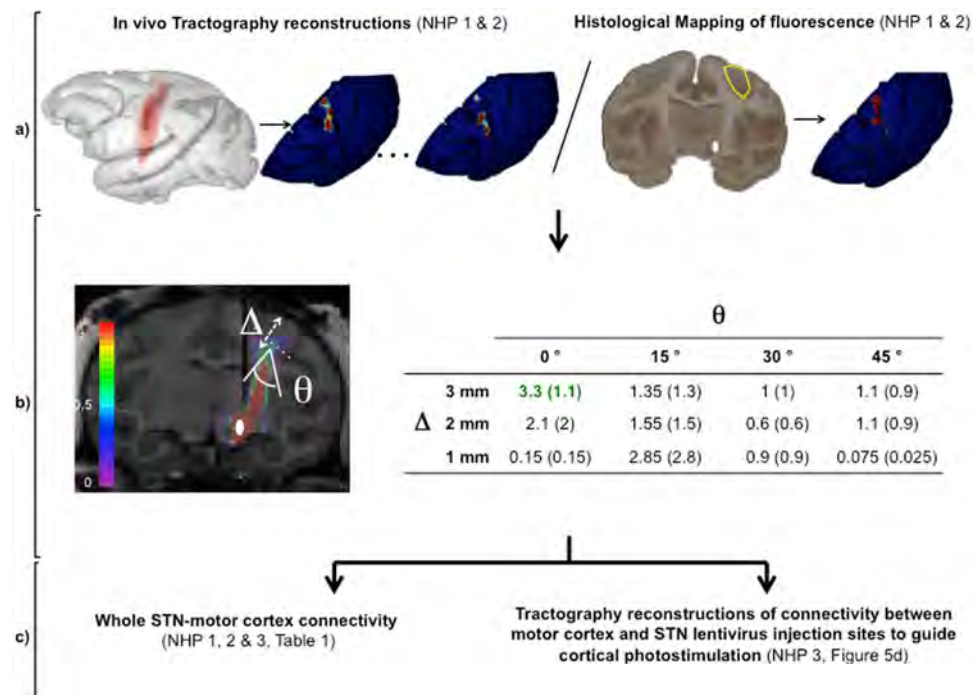 In vivo Tractography reconstructions (NHP 1 & 2)
Histological Mapping of fluorescence (NHP 1 & 2)
a)
...
b)
Δ
θ
0
θ
0 ° 15 ° 30 ° 45 °
3 mm 3.3 (1.1) 1.35 (1.3) 1 (1) 1.1 (0.9)
Δ 2 mm 2.1 (2) 1.55 (1.5) 0.6 (0.6) 1.1 (0.9)
1 mm 0.15 (0.15) 2.85 (2.8) 0.9 (0.9) 0.075 (0.025)
c)
Whole STN-motor cortex connectivity
(NHP 1, 2 & 3, Table 1)
Tractography reconstructions of connectivity between
motor cortex and STN lentivirus injection sites to guide
cortical photostimulation (NHP 3, Figure 5d)